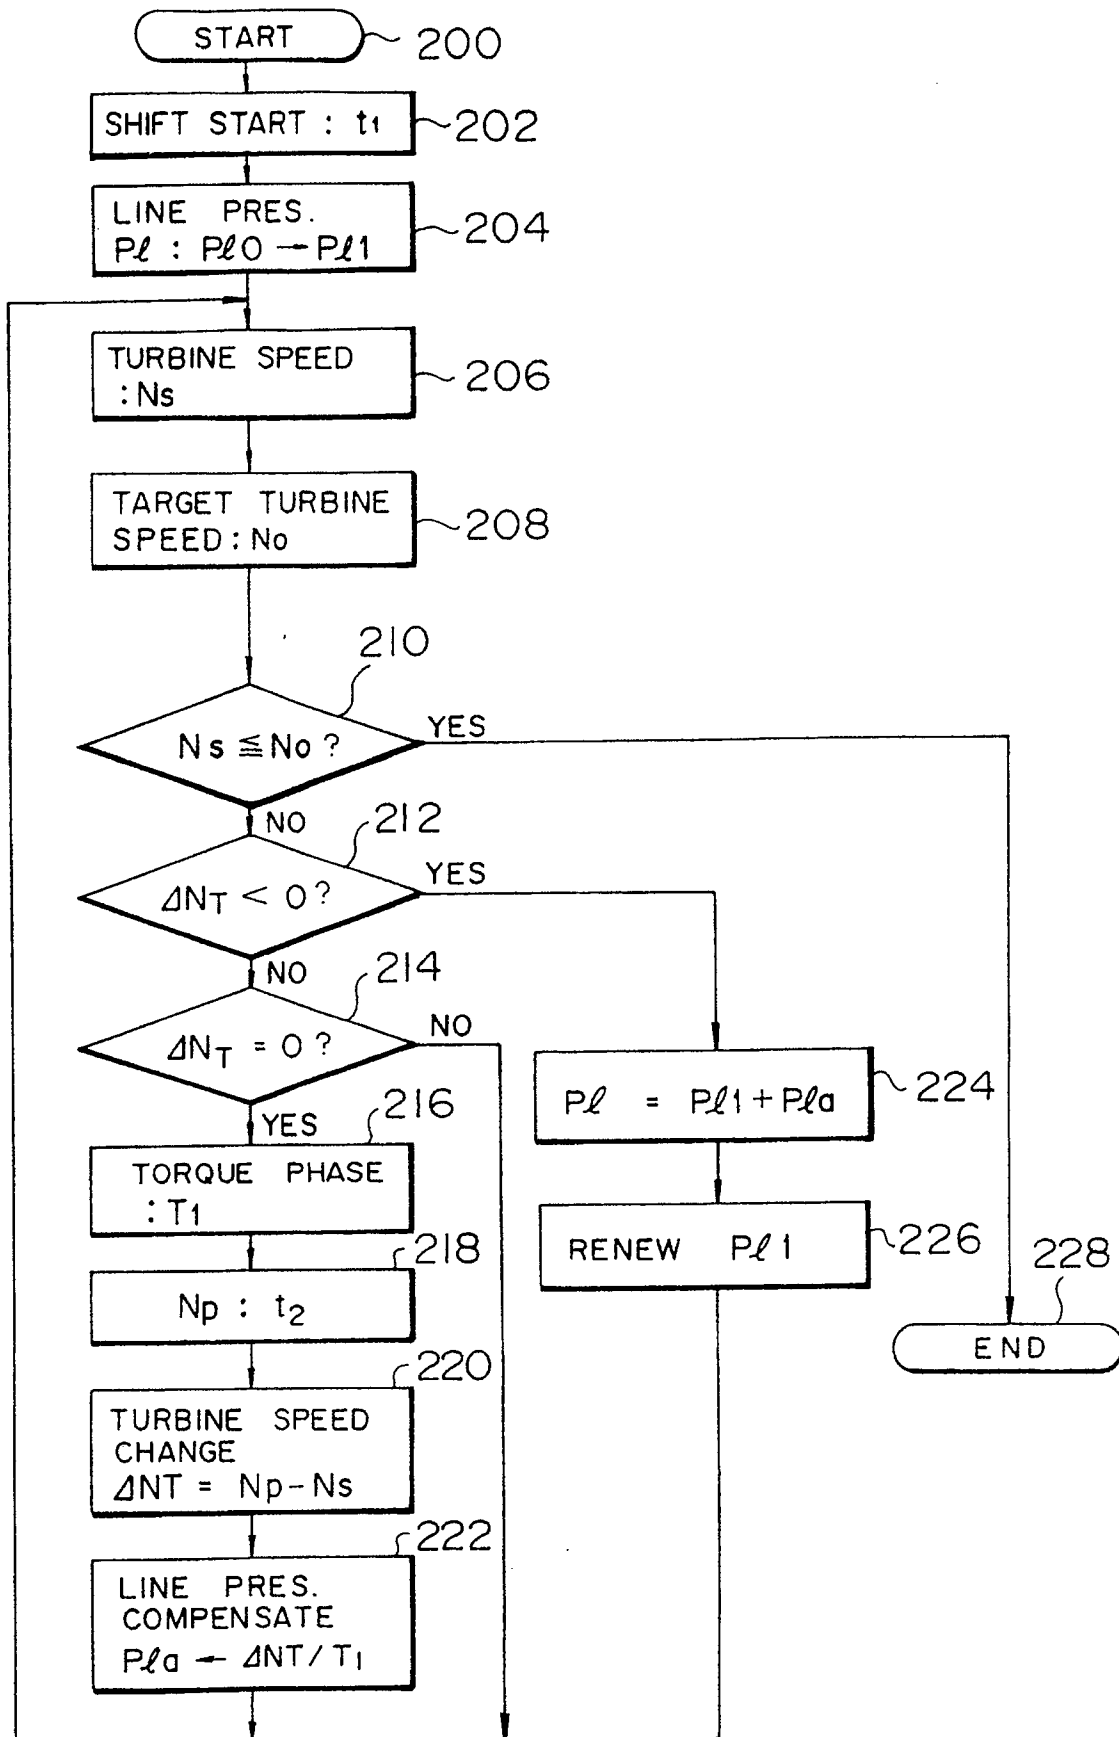 START
200
SHIFT START : t1
202
LINE PRES.
Pℓ : Pℓ0 → Pℓ1
204
TURBINE SPEED
: Ns
206
TARGET TURBINE
SPEED : No
208
210
Ns ≦ No ?
YES
NO
212
ΔNT < 0 ?
YES
NO
214
ΔNT = 0 ?
NO
YES
216
TORQUE PHASE
: T1
218
Np : t2
220
TURBINE SPEED
CHANGE
ΔNT = Np - Ns
222
LINE PRES.
COMPENSATE
Pℓa ← ΔNT / T1
Pℓ = Pℓ1 + Pℓa
224
RENEW Pℓ1
226
228
END